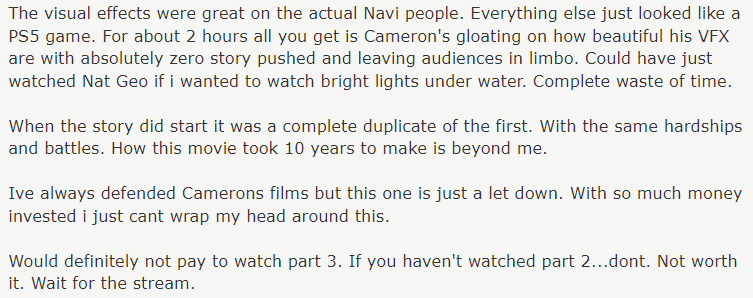 The visual effects were great on the actual Navi people. Everything else just looked like a
PS5 game. For about 2 hours all you get is Cameron's gloating on how beautiful his VFX
are with absolutely zero story pushed and leaving audiences in limbo. Could have just
watched Nat Geo if i wanted to watch bright lights under water. Complete waste of time.
When the story did start it was a complete duplicate of the first. With the same hardships
and battles. How this movie took 10 years to make is beyond me.
Ive always defended Camerons films but this one is just a let down. With so much money
invested i just cant wrap my head around this.
Would definitely not pay to watch part 3. If you haven't watched part 2...dont. Not worth
it. Wait for the stream.